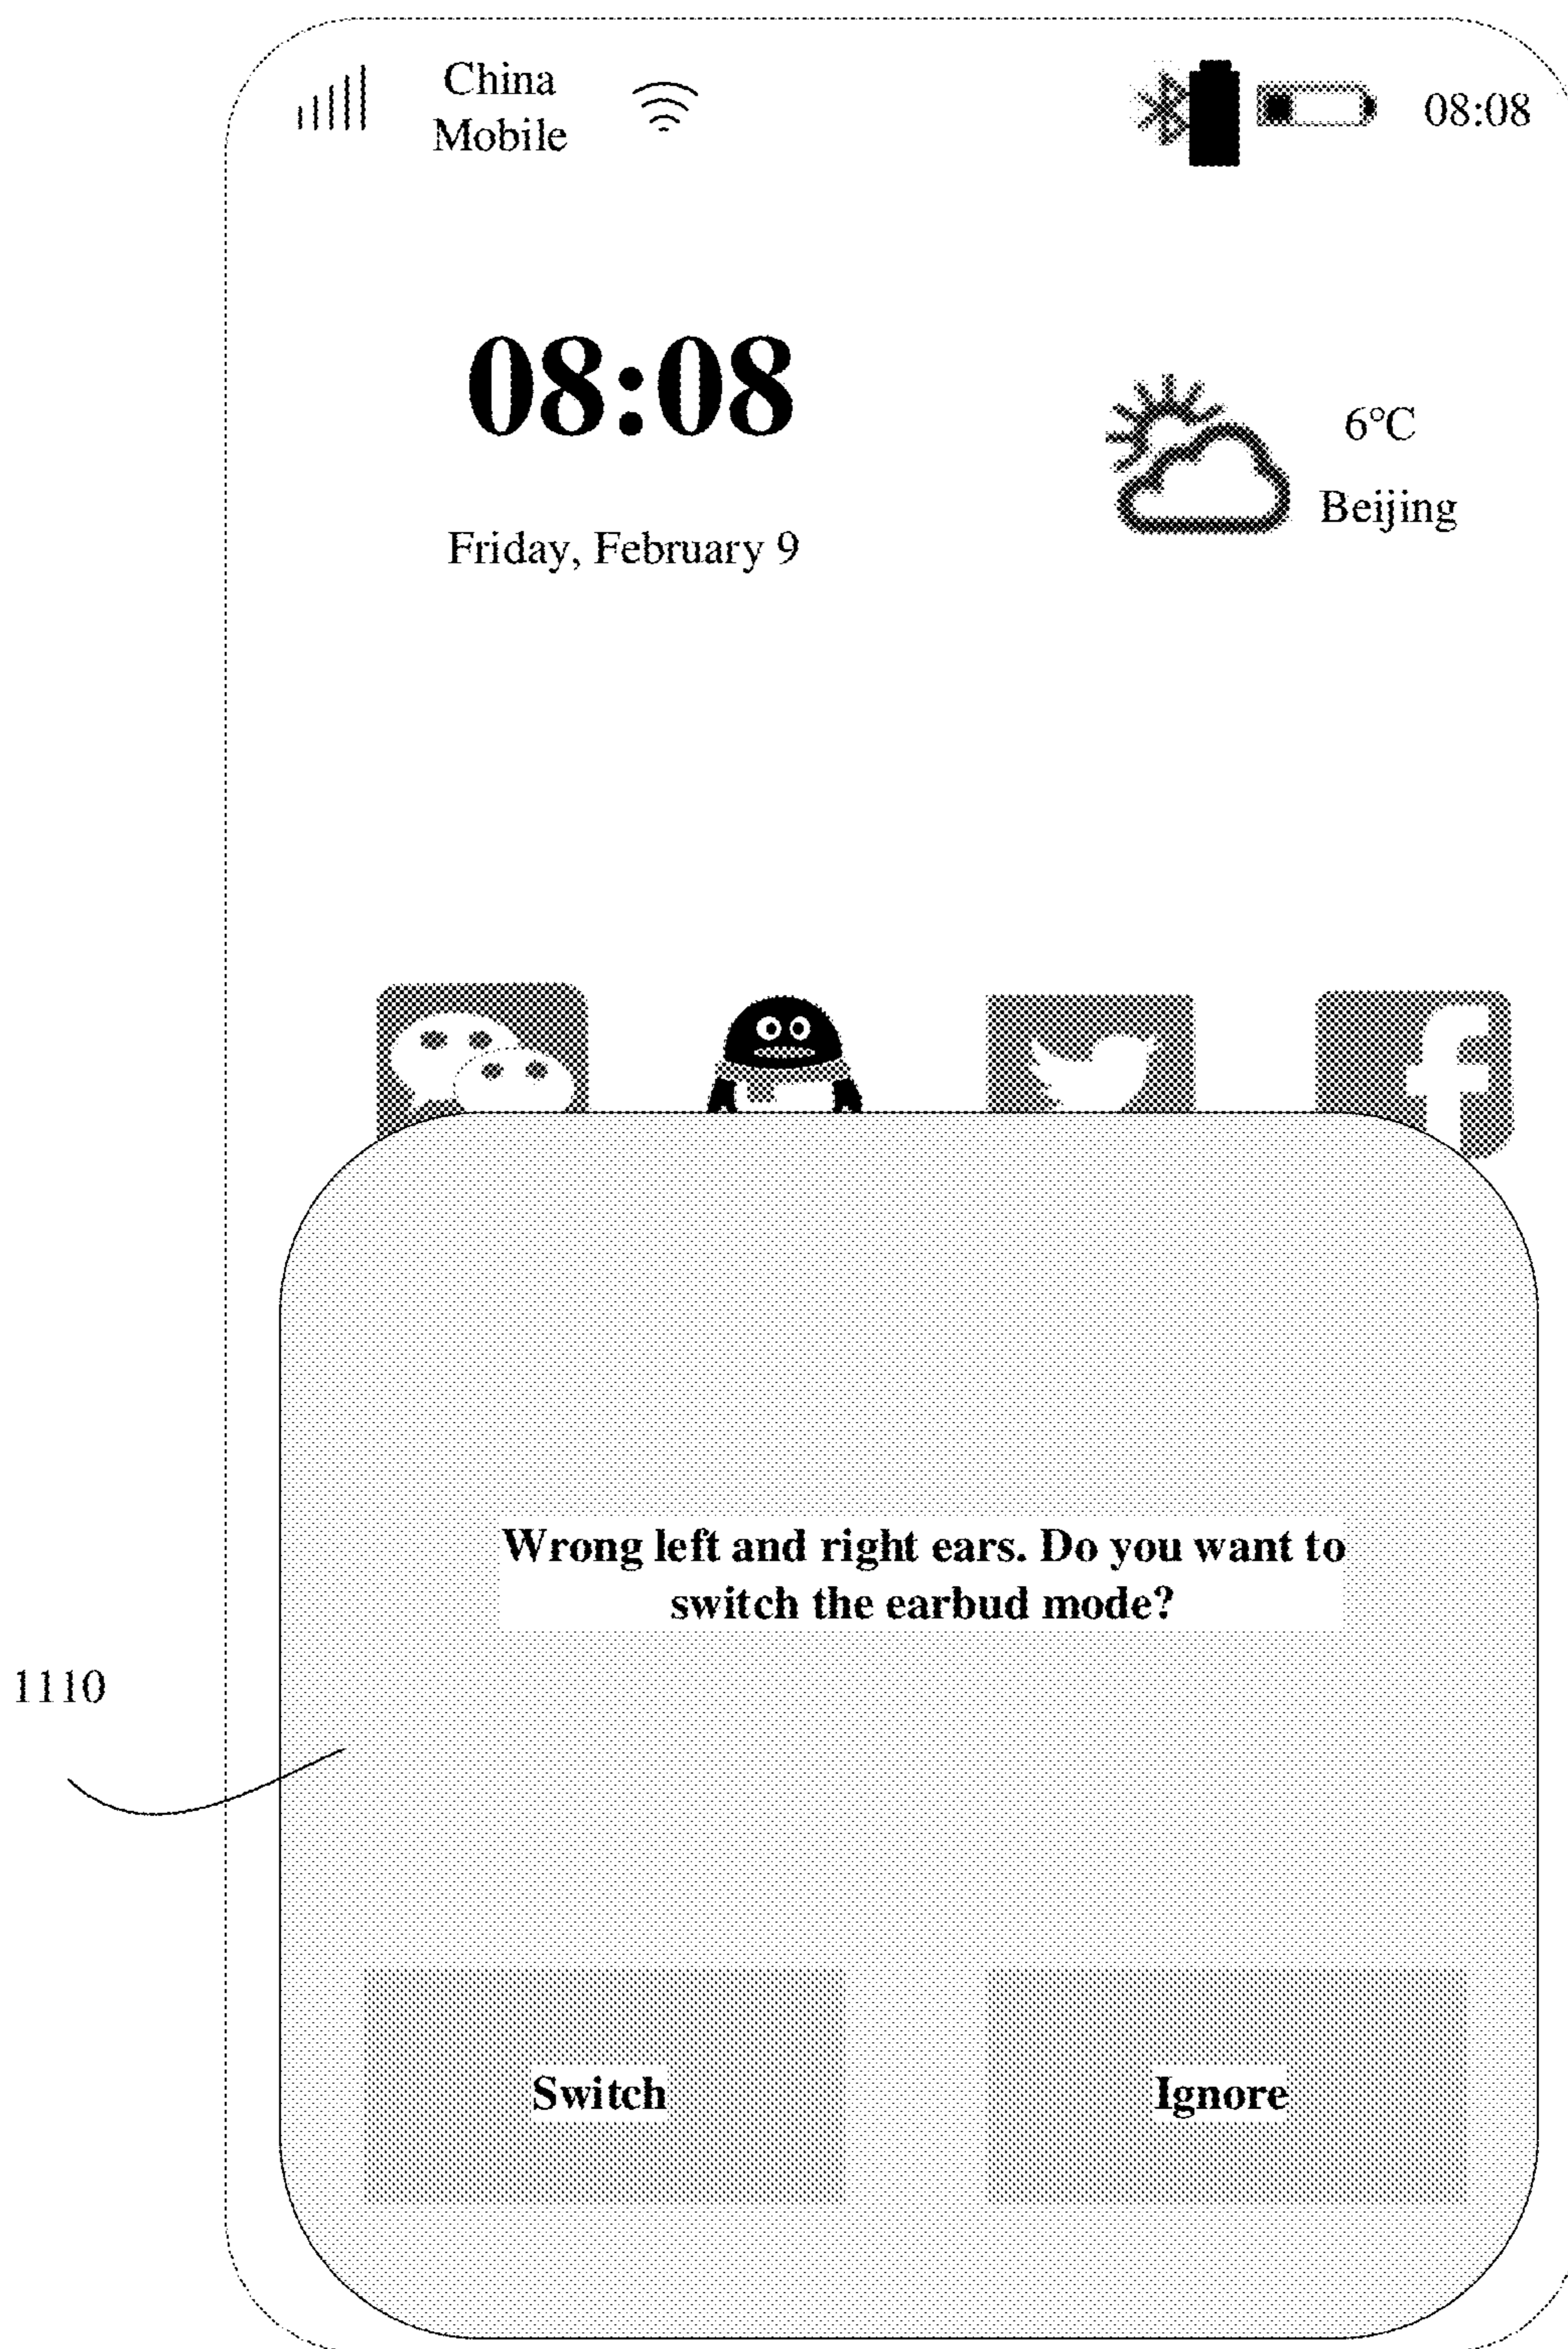 China
Mobile
08:08
08:08
6°C
Beijing
Friday, February 9
Wrong left and right ears. Do you want to
switch the earbud mode?
1110
Switch
Ignore